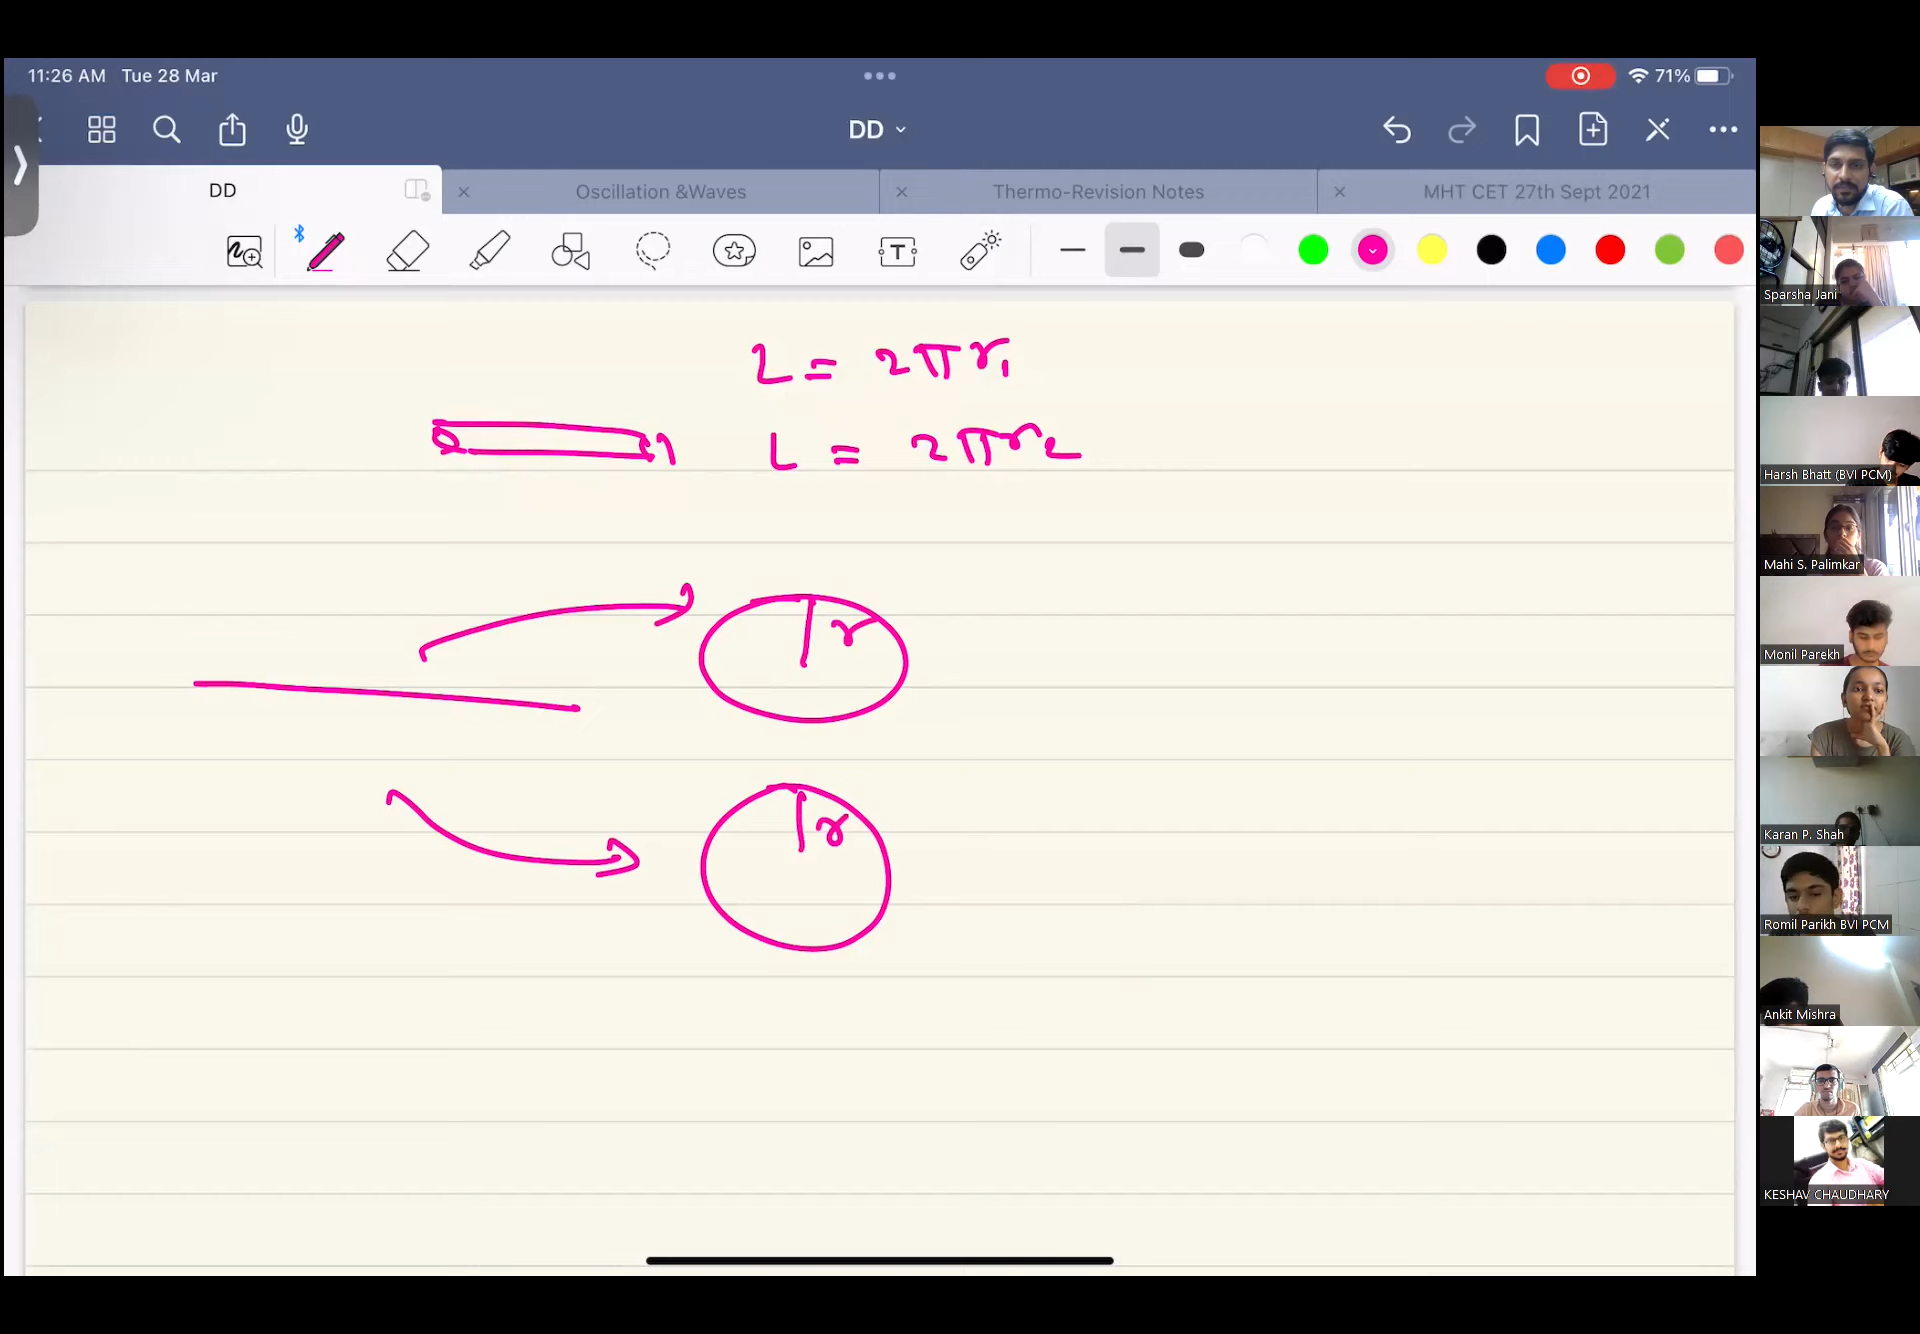 11:26 AM Tue 28 Mar
71%
DD
DD
Oscillation &Waves
Thermo-Revision Notes
MHT CET 27th Sept 2021
T
L = 2πr₁
L = 2πr₂
r
r
Sparsha Jani
Harsh Bhatt (BVI PCM)
Mahi S. Palimkar
Monil Parekh
Karan P. Shah
Romil Parikh BVI PCM
Ankit Mishra
KESHAV CHAUDHARY